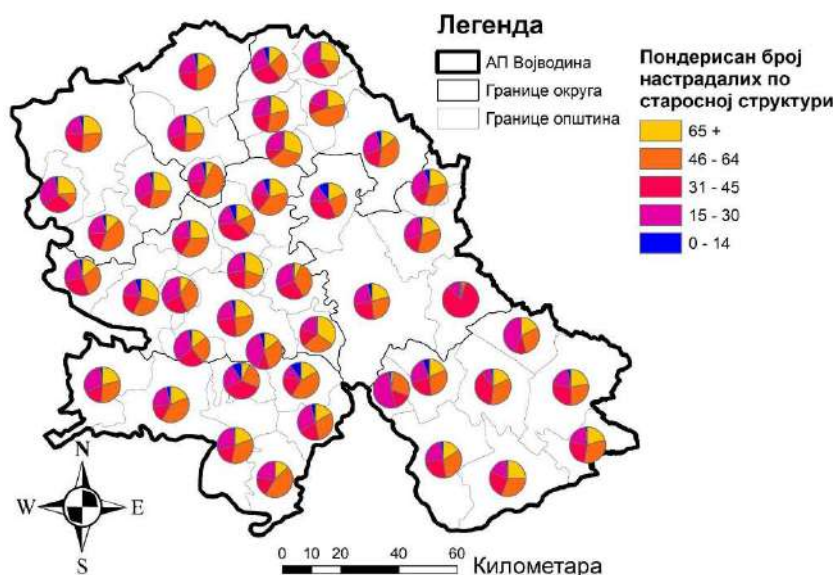 Легенда
АП Војводина
Границе округа
Границе општина
Пондерисан број
настрадалих по
старосној структури
65 +
46 - 64
31 - 45
15 - 30
0 - 14
N
W E
S
0 10 20 40 60
Километара